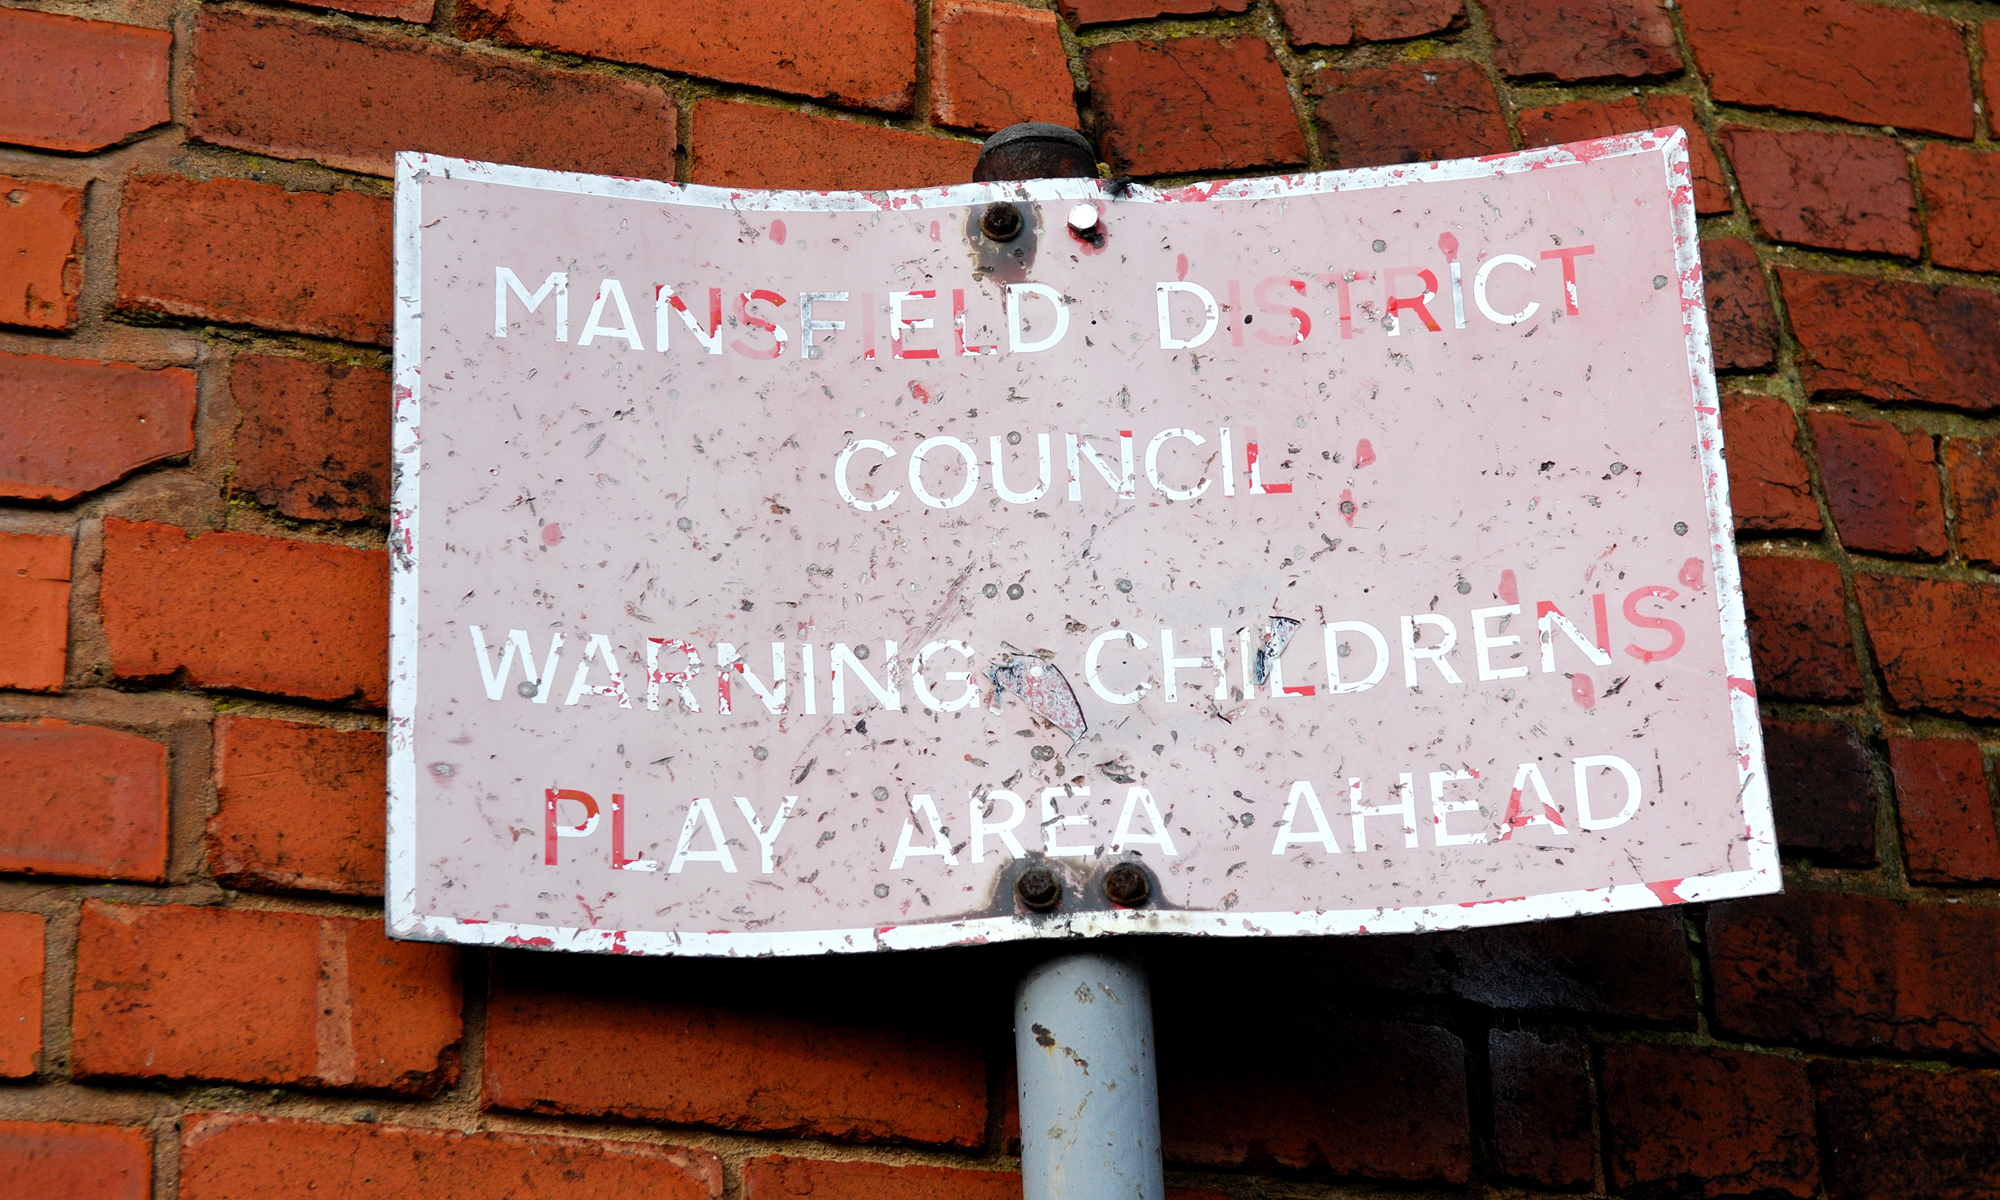 MANSFIELD DISTRICT
COUNCIL
WARNING CHILDRENS
PLAY AREA AHEAD